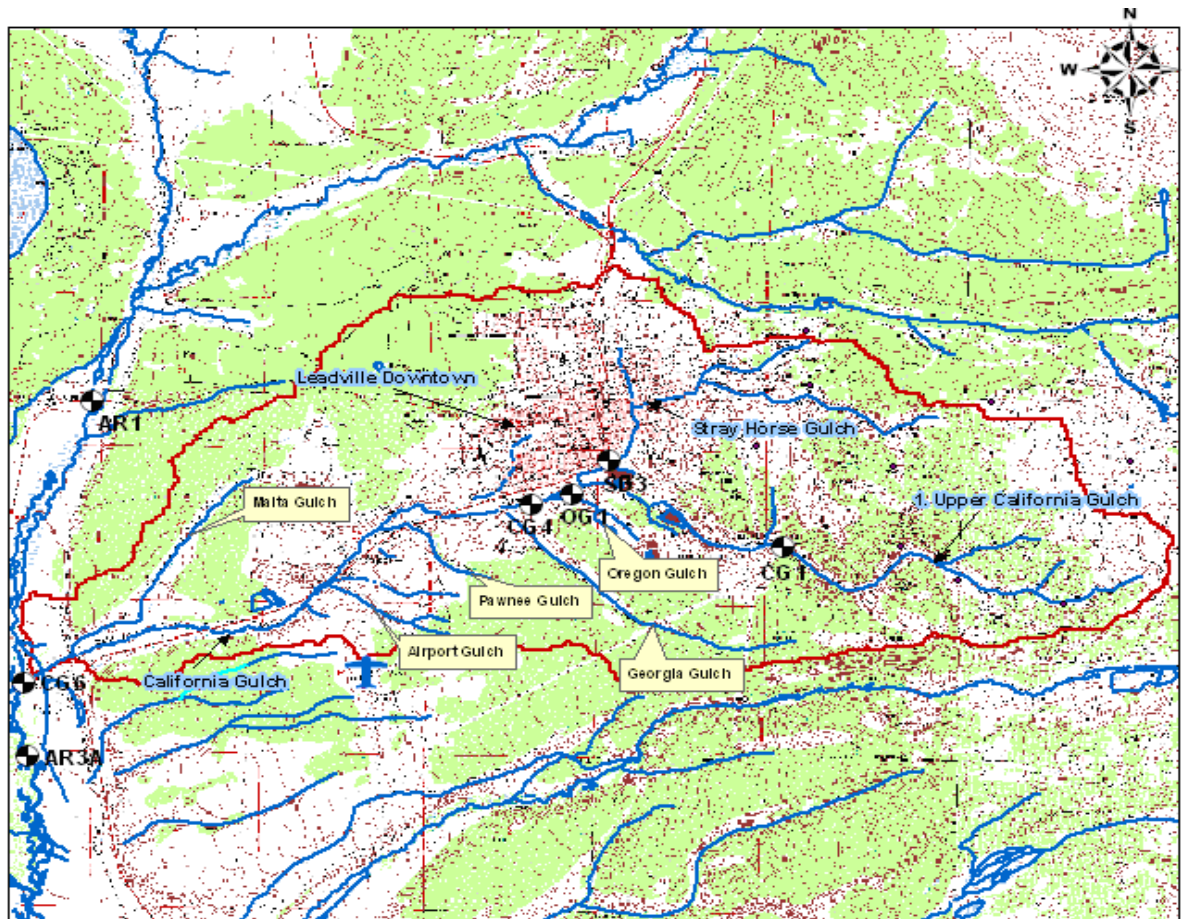 N
W
S
Leadville Downtown
AR1
Stray Horse Gulch
SD3
Malta Gulch
1. Upper California Gulch
CG4
OG1
CG1
Oregon Gulch
Pawnee Gulch
Airport Gulch
Georgia Gulch
California Gulch
CG6
AR3A